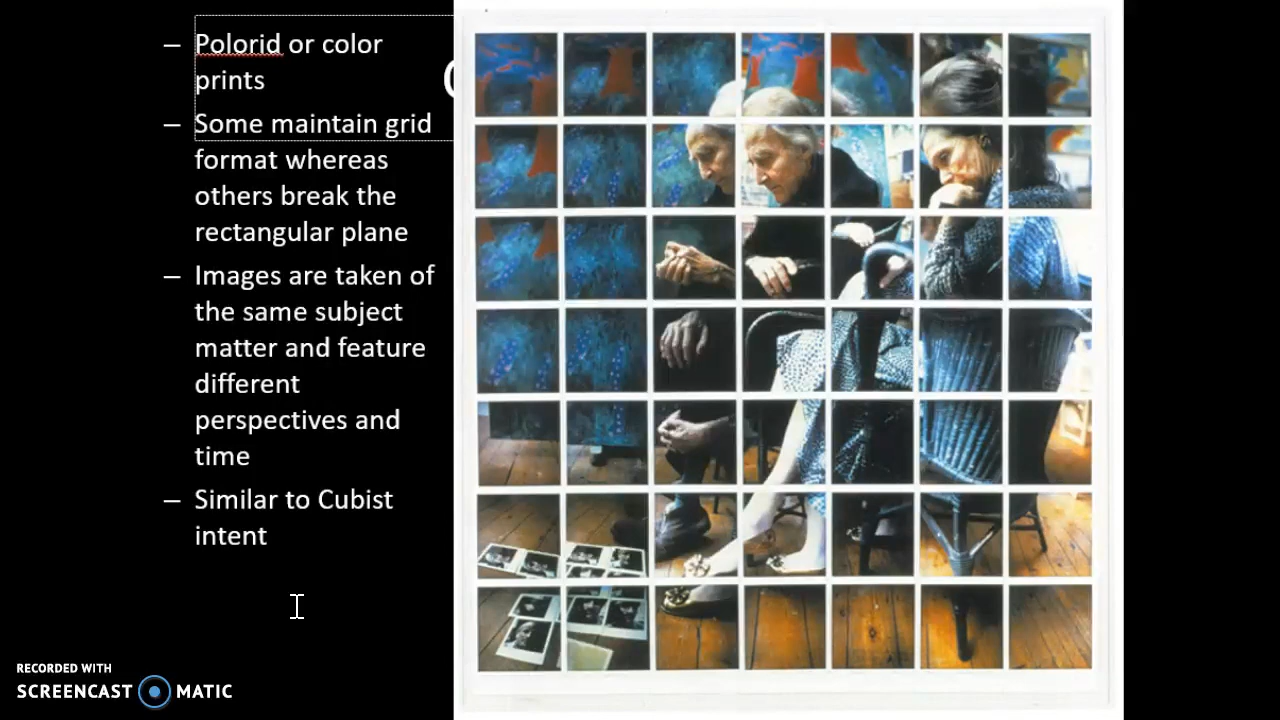 – Polorid or color
prints
– Some maintain grid
format whereas
others break the
rectangular plane
– Images are taken of
the same subject
matter and feature
different
perspectives and
time
– Similar to Cubist
intent
RECORDED WITH
SCREENCAST MATIC